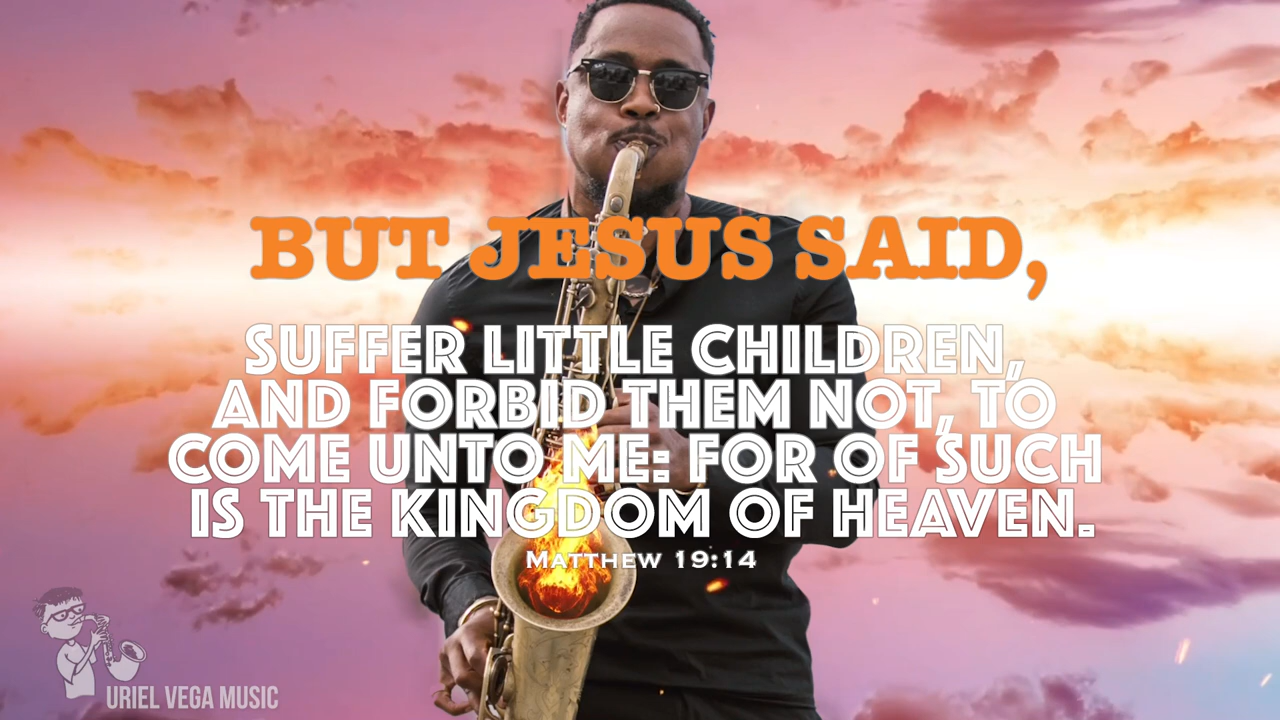 BUT JESUS SAID,
SUFFER LITTLE CHILDREN,
AND FORBID THEM NOT, TO
COME UNTO ME: FOR OF SUCH
IS THE KINGDOM OF HEAVEN.
MATTHEW 19:14
URIEL VEGA MUSIC